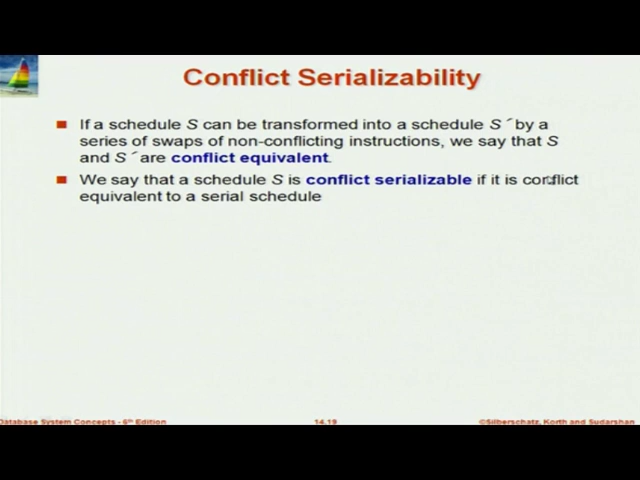 Conflict Serializability
If a schedule S can be transformed into a schedule S´ by a
series of swaps of non-conflicting instructions, we say that S
and S´ are conflict equivalent.
We say that a schedule S is conflict serializable if it is conflict
equivalent to a serial schedule
Database System Concepts - 6th Edition
14.19
©Silberschatz, Korth and Sudarshan